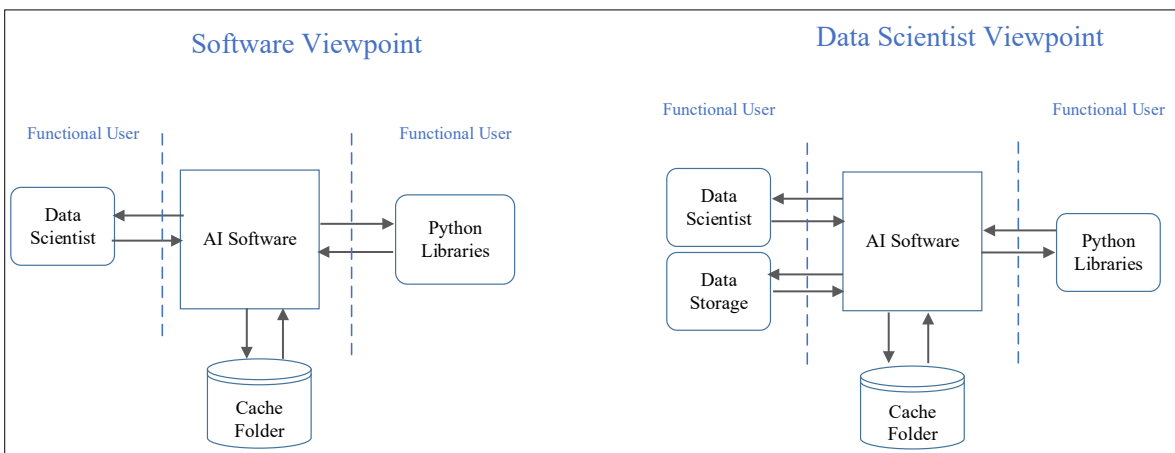 Software Viewpoint
Functional User
Functional User
Data
Scientist
AI Software
Python
Libraries
Cache
Folder
Data Scientist Viewpoint
Functional User
Functional User
Data
Scientist
Data
Storage
AI Software
Python
Libraries
Cache
Folder